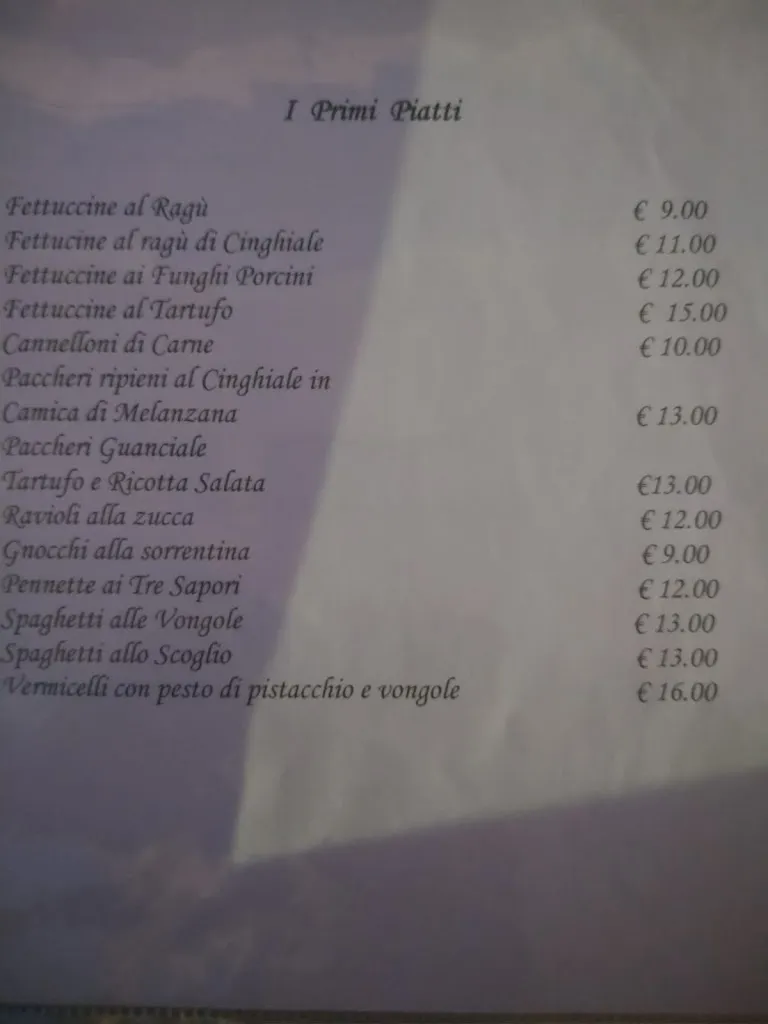 I Primi Piatti
Fettuccine al Ragù € 9.00
Fettucine al ragù di Cinghiale € 11.00
Fettuccine ai Funghi Porcini € 12.00
Fettuccine al Tartufo € 15.00
Cannelloni di Carne € 10.00
Paccheri ripieni al Cinghiale in
Camica di Melanzana € 13.00
Paccheri Guanciale
Tartufo e Ricotta Salata €13.00
Ravioli alla zucca € 12.00
Gnocchi alla sorrentina € 9.00
Pennette ai Tre Sapori € 12.00
Spaghetti alle Vongole € 13.00
Spaghetti allo Scoglio € 13.00
Vermicelli con pesto di pistacchio e vongole € 16.00